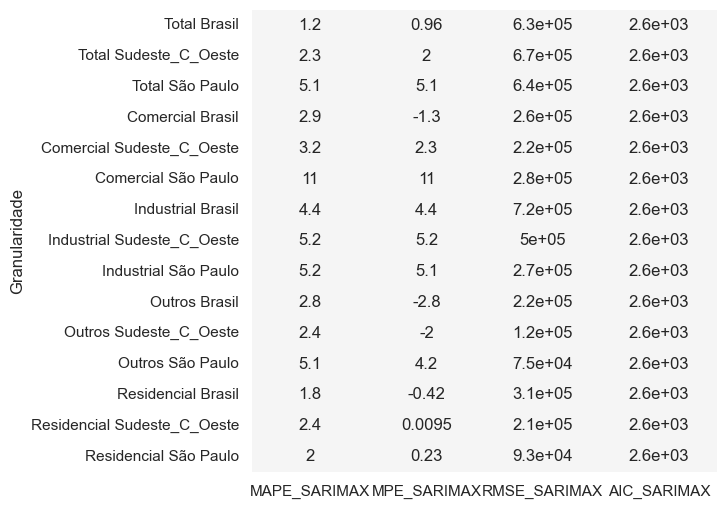 Granularidade
Total Brasil 1.2 0.96 6.3e+05 2.6e+03
Total Sudeste_C_Oeste 2.3 2 6.7e+05 2.6e+03
Total São Paulo 5.1 5.1 6.4e+05 2.6e+03
Comercial Brasil 2.9 -1.3 2.6e+05 2.6e+03
Comercial Sudeste_C_Oeste 3.2 2.3 2.2e+05 2.6e+03
Comercial São Paulo 11 11 2.8e+05 2.6e+03
Industrial Brasil 4.4 4.4 7.2e+05 2.6e+03
Industrial Sudeste_C_Oeste 5.2 5.2 5e+05 2.6e+03
Industrial São Paulo 5.2 5.1 2.7e+05 2.6e+03
Outros Brasil 2.8 -2.8 2.2e+05 2.6e+03
Outros Sudeste_C_Oeste 2.4 -2 1.2e+05 2.6e+03
Outros São Paulo 5.1 4.2 7.5e+04 2.6e+03
Residencial Brasil 1.8 -0.42 3.1e+05 2.6e+03
Residencial Sudeste_C_Oeste 2.4 0.0095 2.1e+05 2.6e+03
Residencial São Paulo 2 0.23 9.3e+04 2.6e+03
MAPE_SARIMAX MPE_SARIMAX RMSE_SARIMAX AIC_SARIMAX